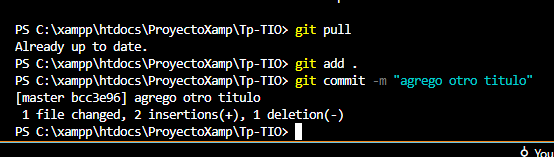 PS C:\xampp\htdocs\ProyectoXamp\Tp-TIO> git pull
Already up to date.
PS C:\xampp\htdocs\ProyectoXamp\Tp-TIO> git add .
PS C:\xampp\htdocs\ProyectoXamp\Tp-TIO> git commit -m "agrego otro titulo"
[master bcc3e96] agrego otro titulo
 1 file changed, 2 insertions(+), 1 deletion(-)
PS C:\xampp\htdocs\ProyectoXamp\Tp-TIO>
You